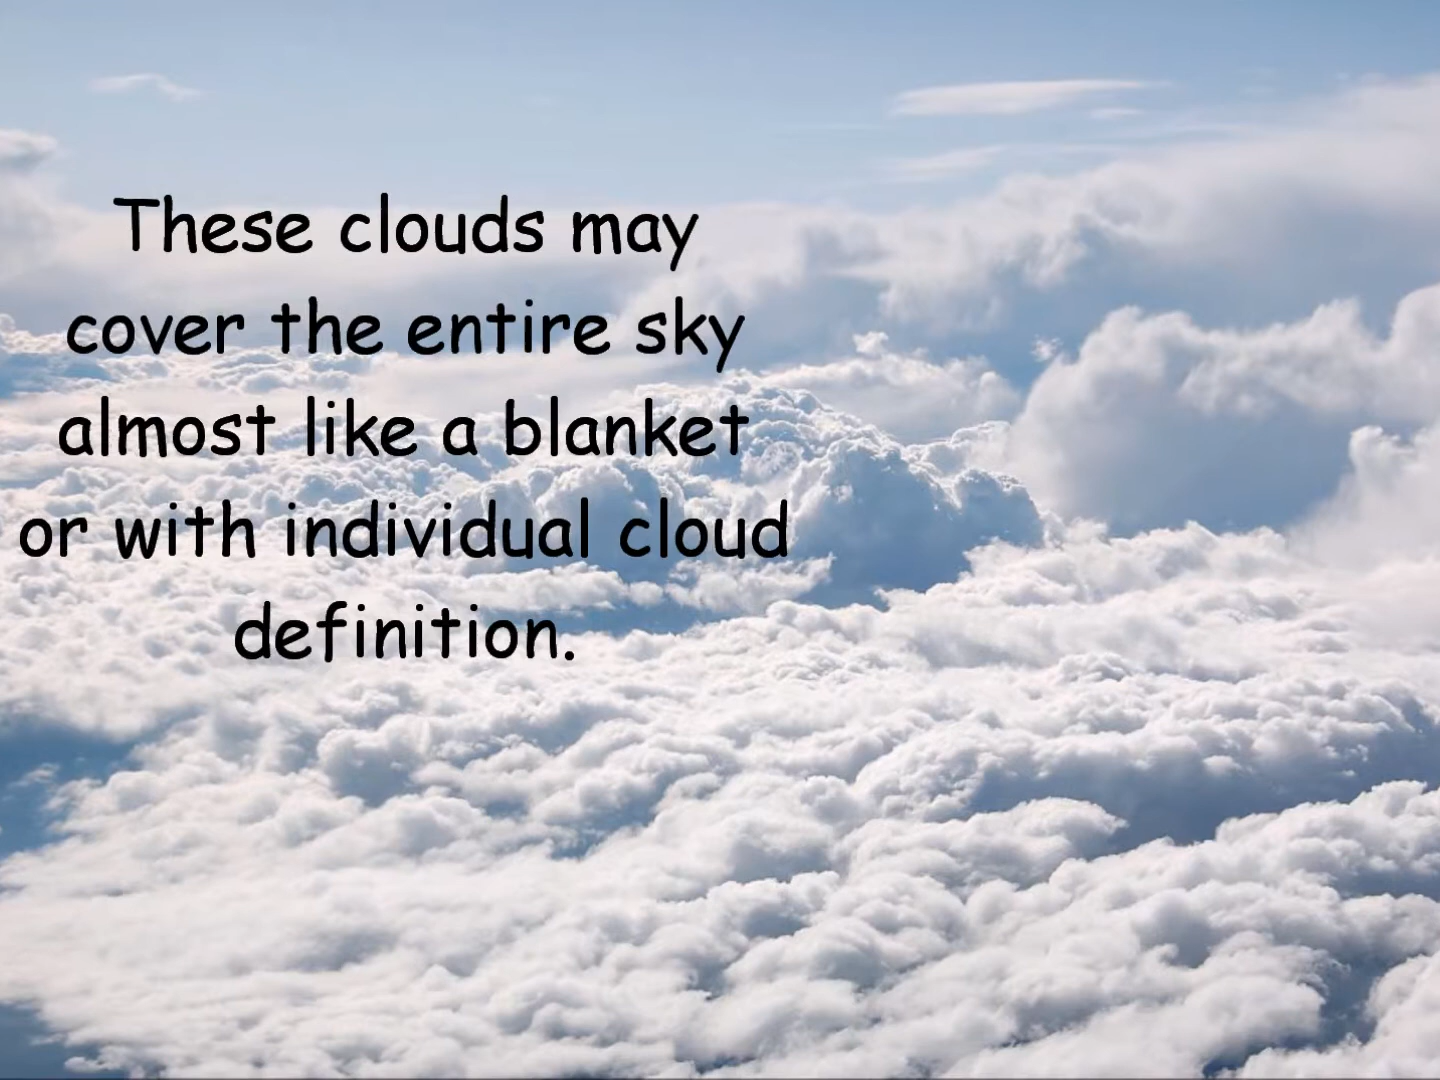 These clouds may
cover the entire sky
almost like a blanket
or with individual cloud
definition.